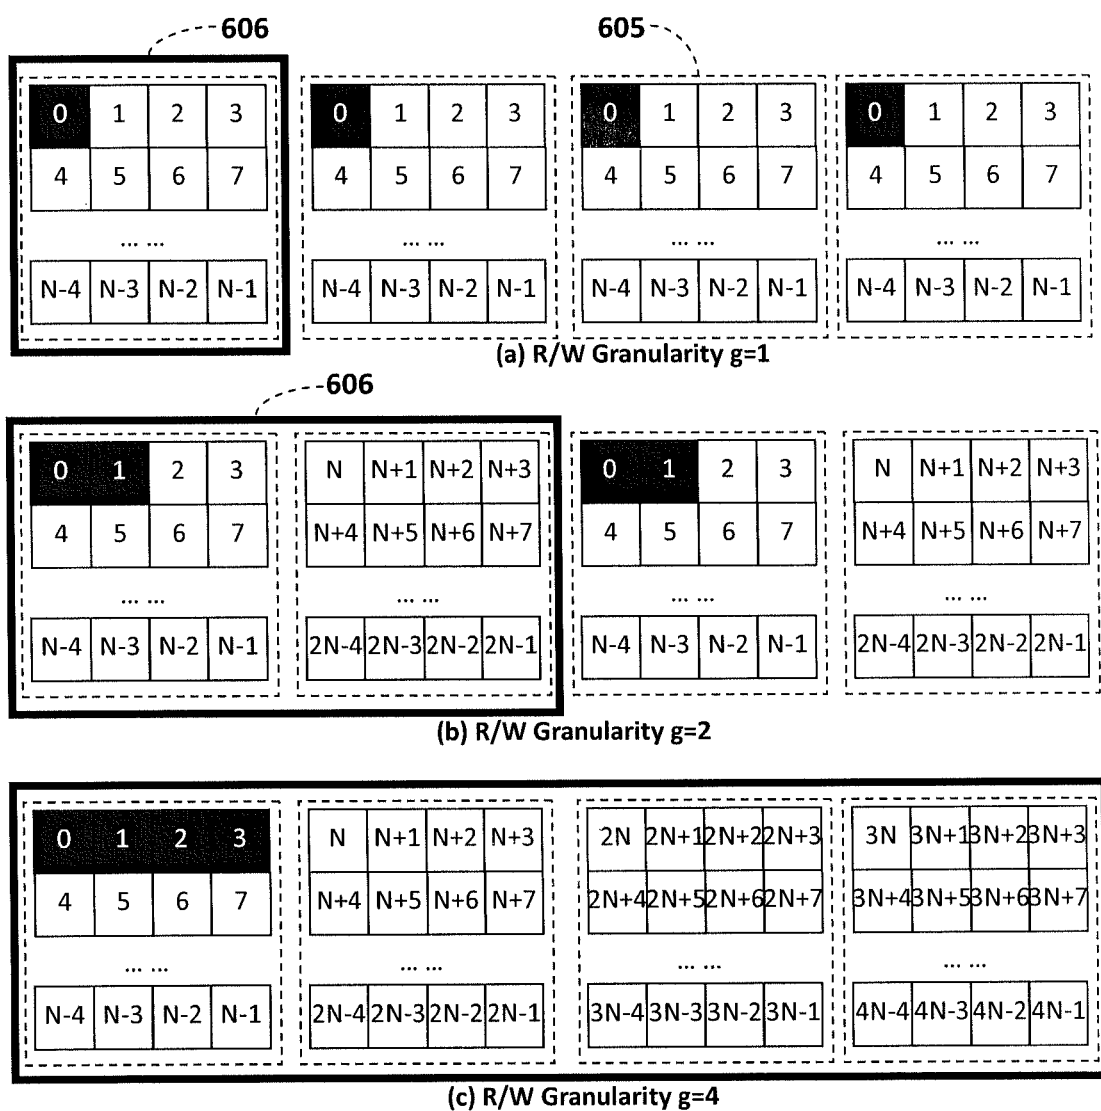 606 605
0 1 2 3 0 1 2 3 0 1 2 3 0 1 2 3
4 5 6 7 4 5 6 7 4 5 6 7 4 5 6 7
... ... ... ... ... ... ... ...
N-4 N-3 N-2 N-1 N-4 N-3 N-2 N-1 N-4 N-3 N-2 N-1 N-4 N-3 N-2 N-1
(a) R/W Granularity g=1
606
0 1 2 3 N N+1 N+2 N+3 0 1 2 3 N N+1 N+2 N+3
4 5 6 7 N+4 N+5 N+6 N+7 4 5 6 7 N+4 N+5 N+6 N+7
... ... ... ... ... ... ... ...
N-4 N-3 N-2 N-1 2N-4 2N-3 2N-2 2N-1 N-4 N-3 N-2 N-1 2N-4 2N-3 2N-2 2N-1
(b) R/W Granularity g=2
0 1 2 3 N N+1 N+2 N+3 2N 2N+1 2N+2 2N+3 3N 3N+1 3N+2 3N+3
4 5 6 7 N+4 N+5 N+6 N+7 2N+4 2N+5 2N+6 2N+7 3N+4 3N+5 3N+6 3N+7
... ... ... ... ... ... ... ...
N-4 N-3 N-2 N-1 2N-4 2N-3 2N-2 2N-1 3N-4 3N-3 3N-2 3N-1 4N-4 4N-3 4N-2 4N-1
(c) R/W Granularity g=4